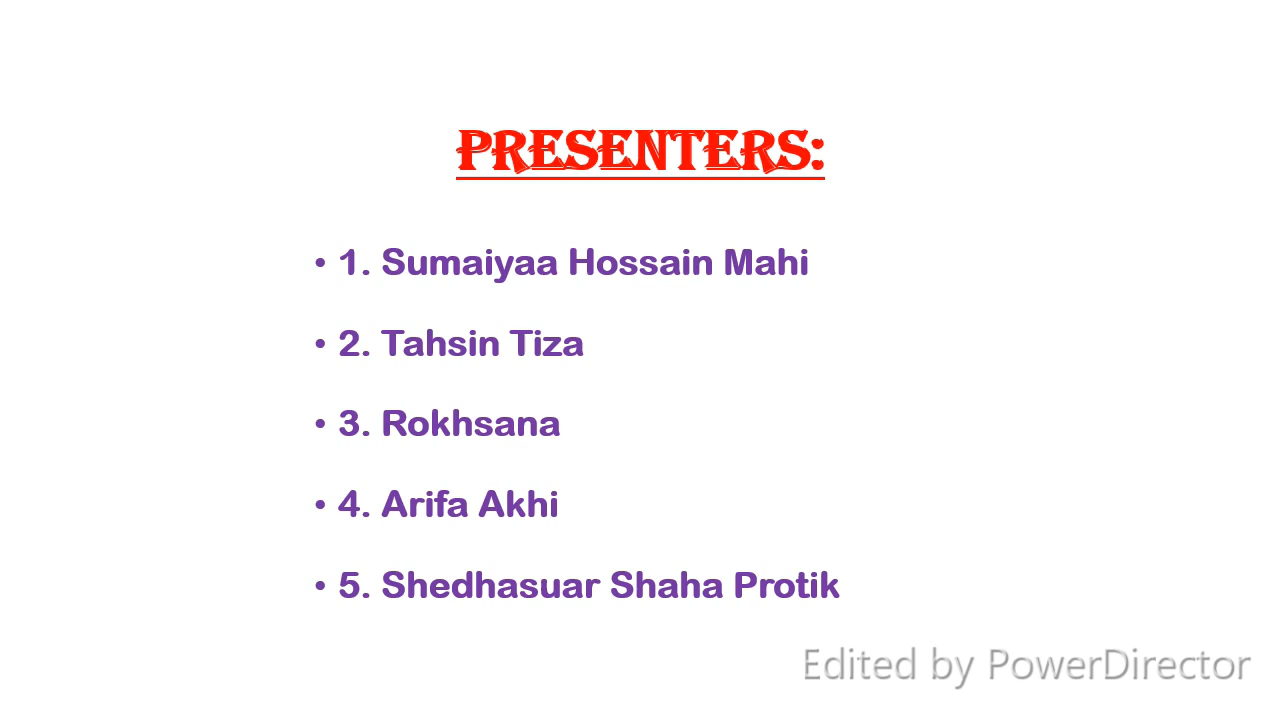 PRESENTERS:
• 1. Sumaiyaa Hossain Mahi
• 2. Tahsin Tiza
• 3. Rokhsana
• 4. Arifa Akhi
• 5. Shedhasuar Shaha Protik
Edited by PowerDirector